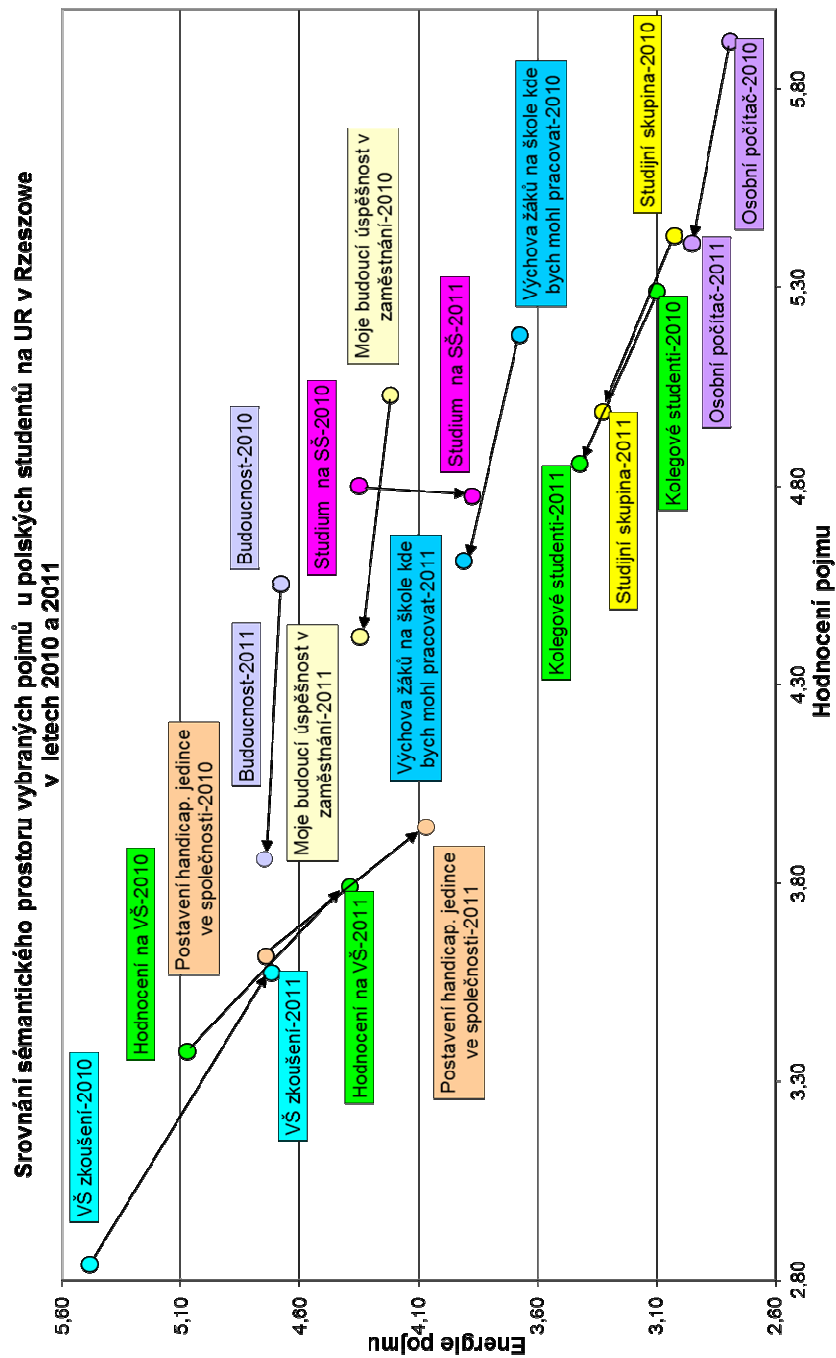 Srovnání sémantického prostoru vybraných pojmů u polských studentů na UR v Rzeszowe
v letech 2010 a 2011
Energie pojmu
5,60
5,10
4,60
4,10
3,60
3,10
2,60
VŠ zkoušení-2010
Hodnocení na VŠ-2010
Postavení handicap. jedince
ve společnosti-2010
Budoucnost-2011
Budoucnost-2010
VŠ zkoušení-2011
Moje budoucí úspěšnost v
zaměstnání-2011
Studium na SŠ-2010
Moje budoucí úspěšnost v
zaměstnání-2010
Hodnocení na VŠ-2011
Výchova žáků na škole kde
bych mohl pracovat-2011
Studium na SŠ-2011
Postavení handicap. jedince
ve společnosti-2011
Výchova žáků na škole kde
bych mohl pracovat-2010
Kolegové studenti-2011
Studijní skupina-2011
Studijní skupina-2010
Kolegové studenti-2010
Osobní počítač-2011
Osobní počítač-2010
2,80
3,30
3,80
4,30
4,80
5,30
5,80
Hodnocení pojmu